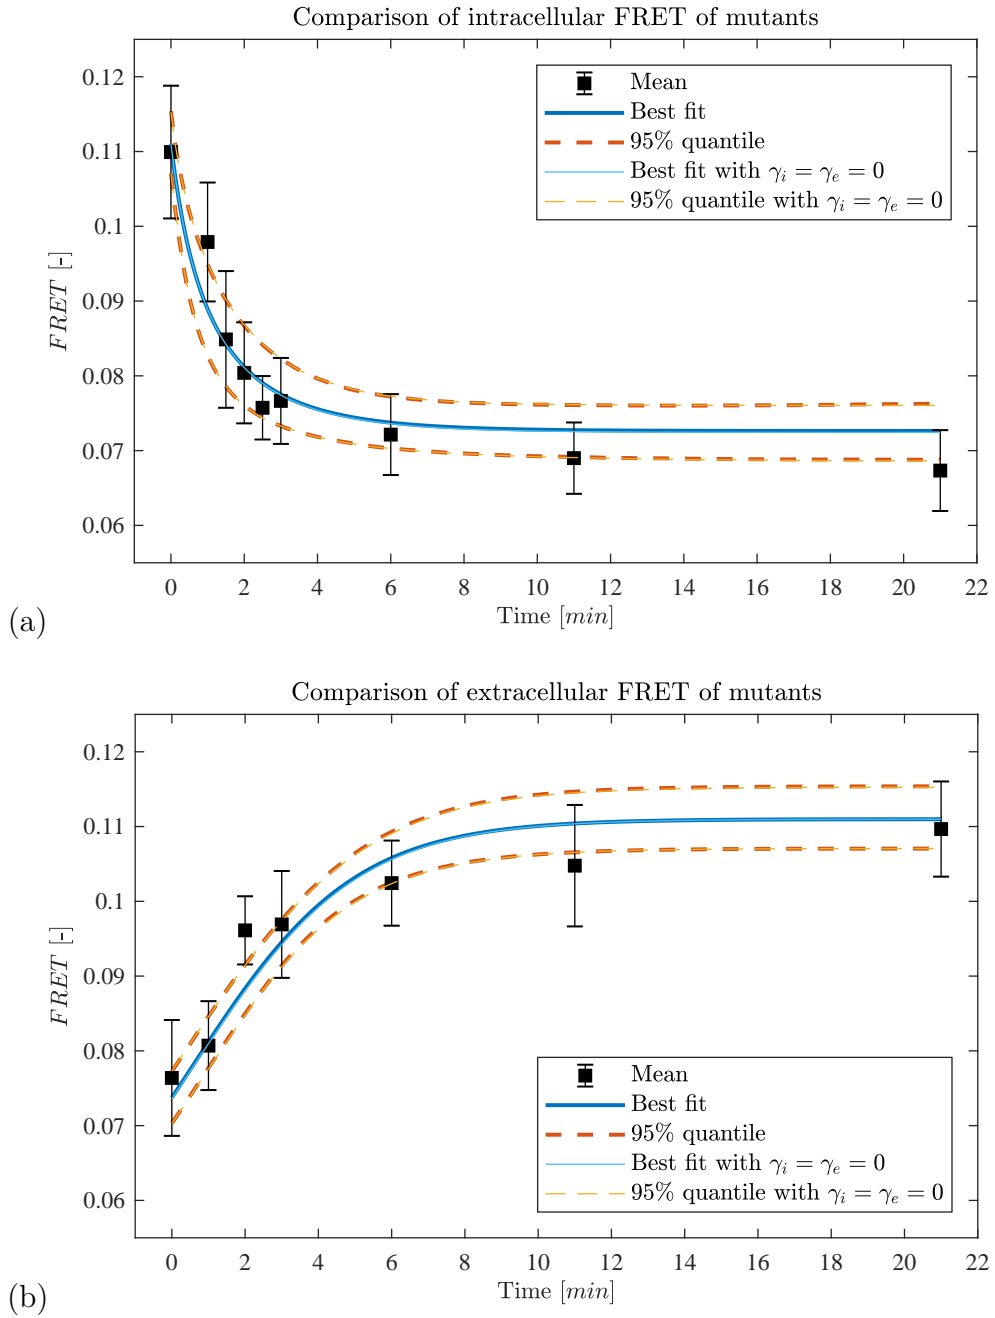 Comparison of intracellular FRET of mutants
0.12
0.11
0.1
0.09
0.08
0.07
0.06
FRET [-]
Mean
Best fit
95% quantile
Best fit with γᵢ = γₑ = 0
95% quantile with γᵢ = γₑ = 0
0 2 4 6 8 10 12 14 16 18 20 22
Time [min]
(a)
Comparison of extracellular FRET of mutants
0.12
0.11
0.1
0.09
0.08
0.07
0.06
FRET [-]
Mean
Best fit
95% quantile
Best fit with γᵢ = γₑ = 0
95% quantile with γᵢ = γₑ = 0
0 2 4 6 8 10 12 14 16 18 20 22
Time [min]
(b)